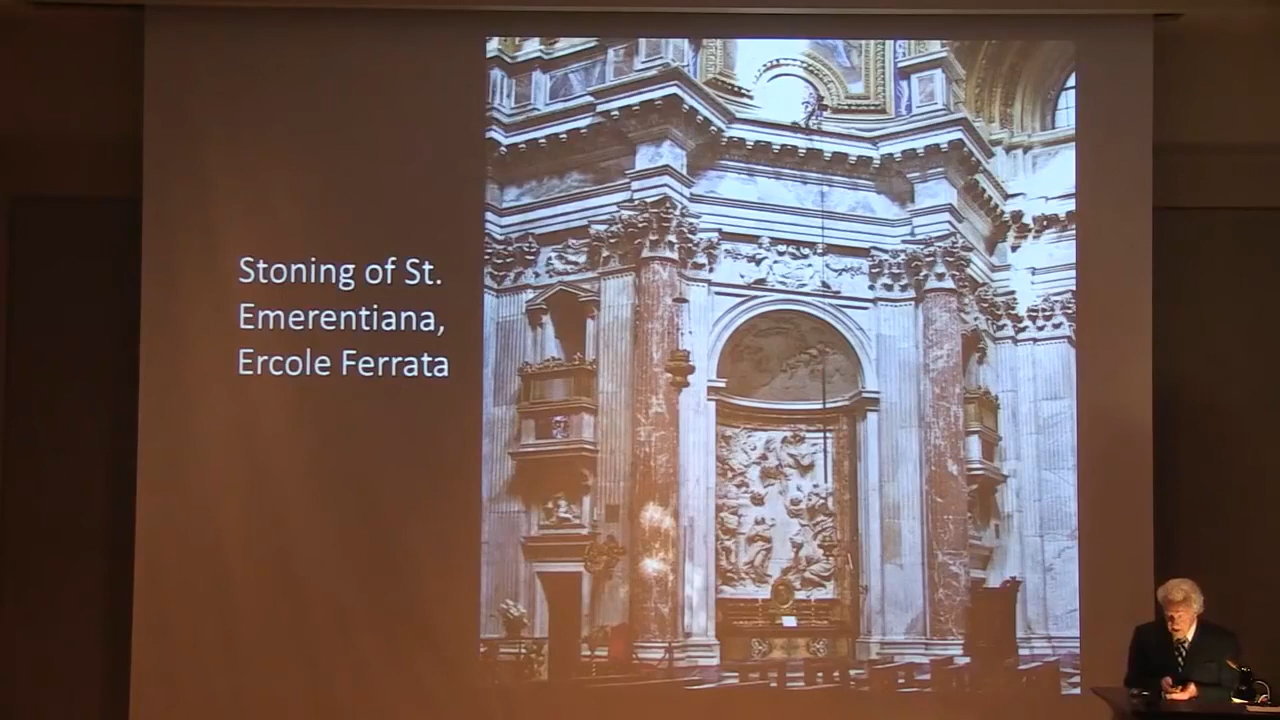 Stoning of St.
Emerentiana,
Ercole Ferrata